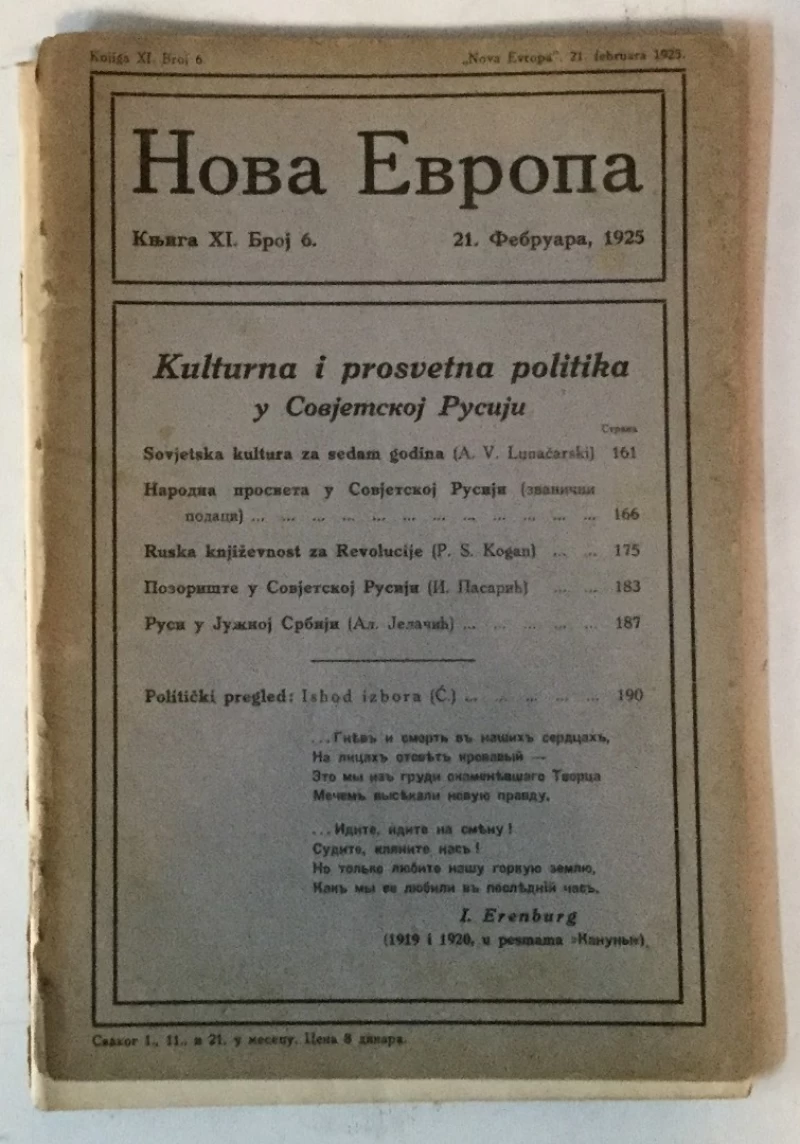 Knjiga XI. Broj 6
„Nova Evropa“. 21. februara 1925.
Нова Европа
Књига XI. Број 6.
21. Фебруара, 1925
Kulturna i prosvetna politika
у Совјетској Русији
Страна
Sovjetska kultura za sedam godina (A. V. Lunačarski) 161
Народна просвета у Совјетској Русији (званични
подаци) ... ... ... ... ... ... ... ... ... ... ... ... 166
Ruska književnost za Revolucije (P. S. Kogan) ... ... 175
Позориште у Совјетској Русији (И. Пасарић) ... ... 183
Руси у Јужној Србији (Ал. Јелачић) ... ... ... ... ... 187
Politički pregled: Ishod izbora (Ć.) ... ... ... ... ... 190
...Гнѣвъ и смерть въ нашихъ сердцахъ,
На лицахъ отсвѣтъ кровавый —
Это мы изъ груди окаменѣвшаго Творца
Мечемъ высѣкали новую правду.
...Идите, идите на смѣну!
Судите, кляните насъ!
Но только любите нашу горкую землю,
Какъ мы ее любили въ послѣднiй часъ.
I. Erenburg
(1919 i 1920, u pesmama »Кануны«).
Сваког 1., 11., и 21. у месецу. Цена 8 динара.